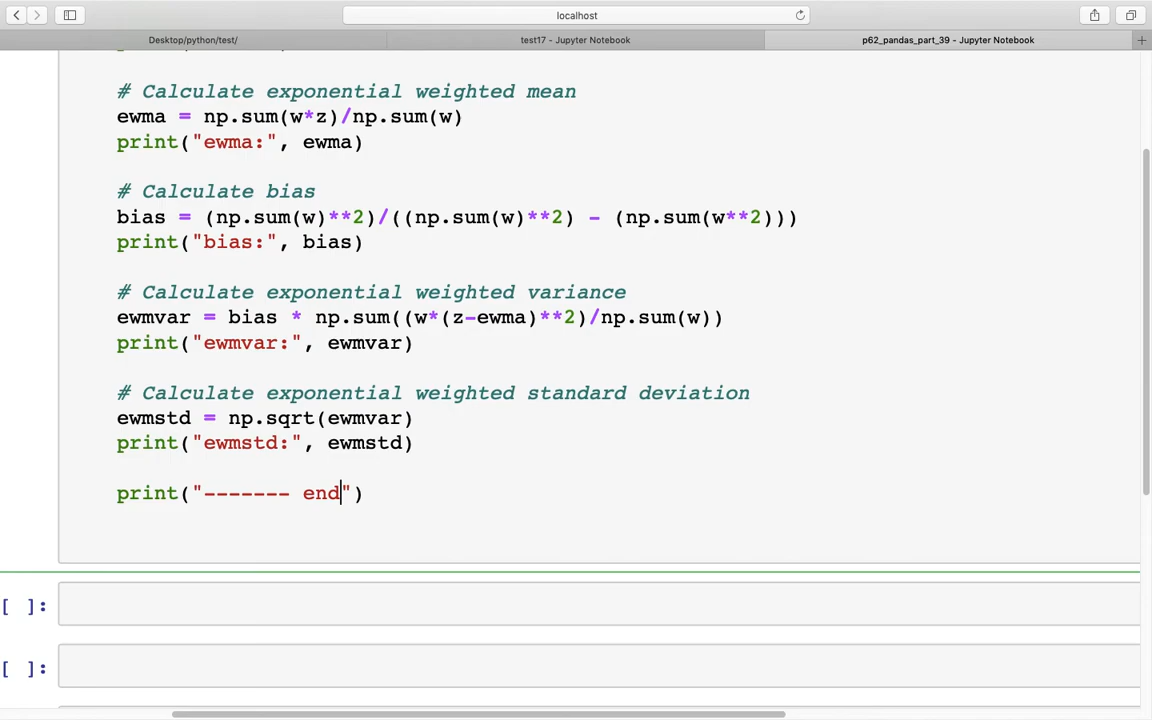 localhost
Desktop/python/test/
test17 - Jupyter Notebook
p62_pandas_part_39 - Jupyter Notebook
# Calculate exponential weighted mean
ewma = np.sum(w*z)/np.sum(w)
print("ewma:", ewma)
# Calculate bias
bias = (np.sum(w)**2)/((np.sum(w)**2) - (np.sum(w**2)))
print("bias:", bias)
# Calculate exponential weighted variance
ewmvar = bias * np.sum((w*(z-ewma)**2)/np.sum(w))
print("ewmvar:", ewmvar)
# Calculate exponential weighted standard deviation
ewmstd = np.sqrt(ewmvar)
print("ewmstd:", ewmstd)
print("------- end")
[ ]:
[ ]: